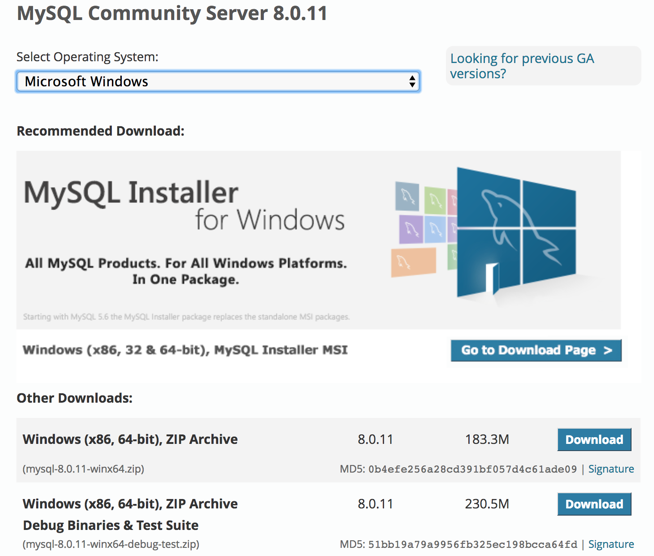 MySQL Community Server 8.0.11
Select Operating System:
Microsoft Windows
Looking for previous GA
versions?
Recommended Download:
MySQL Installer
for Windows
All MySQL Products. For All Windows Platforms.
In One Package.
Starting with MySQL 5.6 the MySQL Installer package replaces the standalone MSI packages.
Windows (x86, 32 & 64-bit), MySQL Installer MSI
Go to Download Page >
Other Downloads:
Windows (x86, 64-bit), ZIP Archive 8.0.11 183.3M Download
(mysql-8.0.11-winx64.zip) MD5: 0b4efe256a28cd391bf057d4c61ade09 | Signature
Windows (x86, 64-bit), ZIP Archive 8.0.11 230.5M Download
Debug Binaries & Test Suite
(mysql-8.0.11-winx64-debug-test.zip) MD5: 51bb19a79a9956fb325ec198bcca64fd | Signature